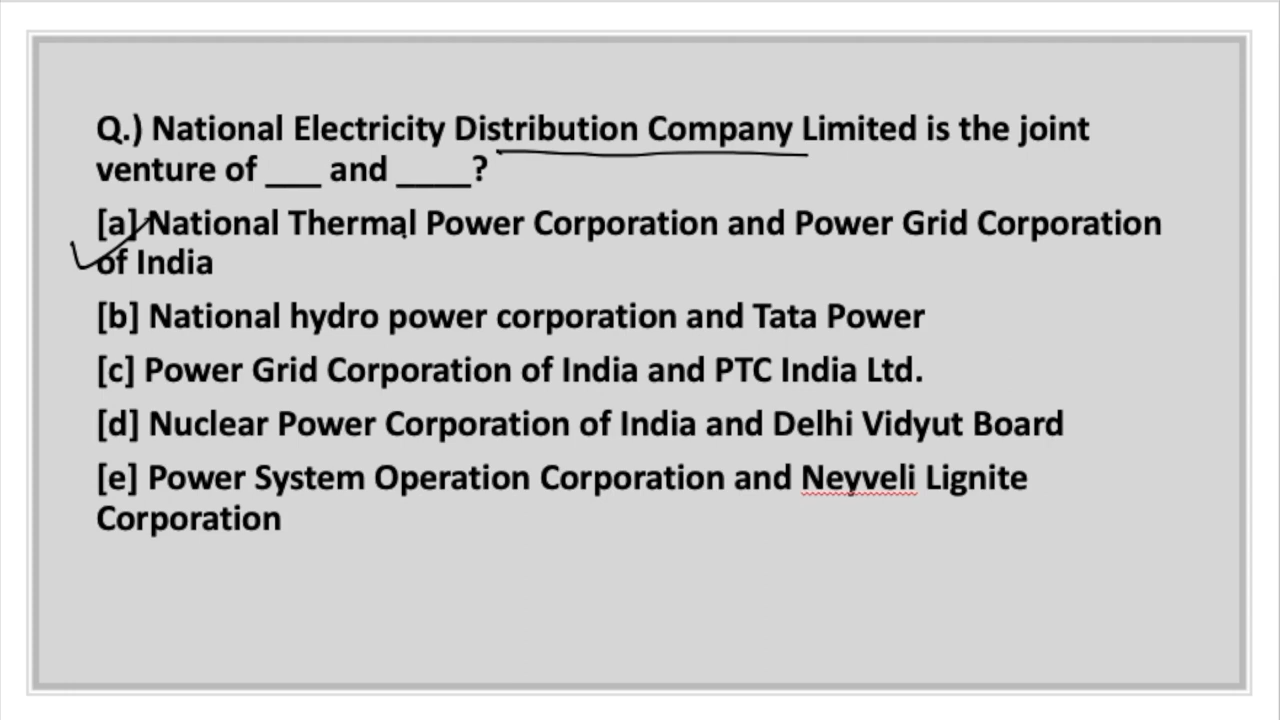 Q.) National Electricity Distribution Company Limited is the joint
venture of ___ and ____?
[a] National Thermal Power Corporation and Power Grid Corporation
of India
[b] National hydro power corporation and Tata Power
[c] Power Grid Corporation of India and PTC India Ltd.
[d] Nuclear Power Corporation of India and Delhi Vidyut Board
[e] Power System Operation Corporation and Neyveli Lignite
Corporation